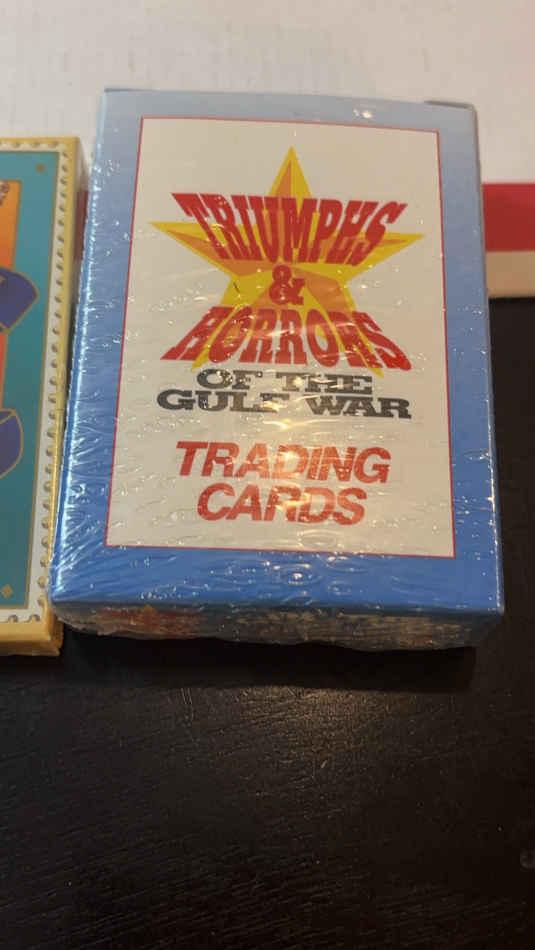 TRIUMPHS
&
HORRORS
OF THE
GULF WAR
TRADING
CARDS